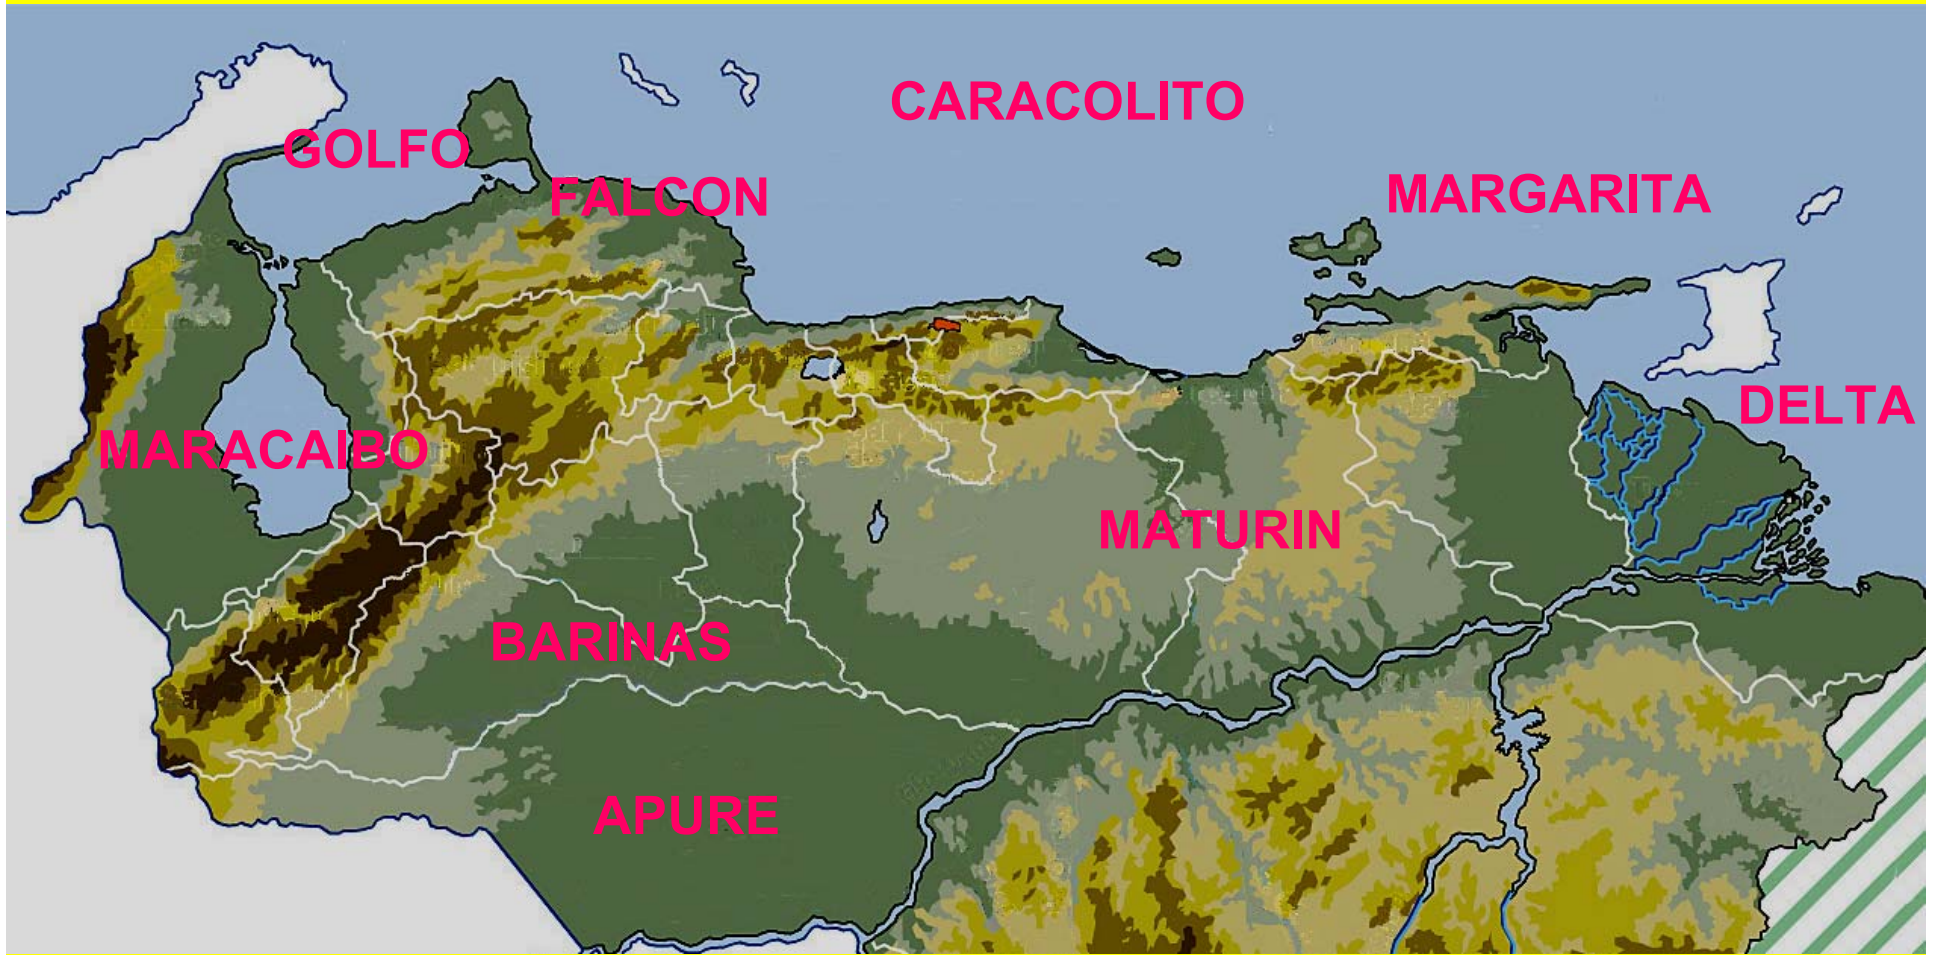 CARACOLITO
GOLFO
FALCON
MARGARITA
DELTA
MARACAIBO
MATURIN
BARINAS
APURE